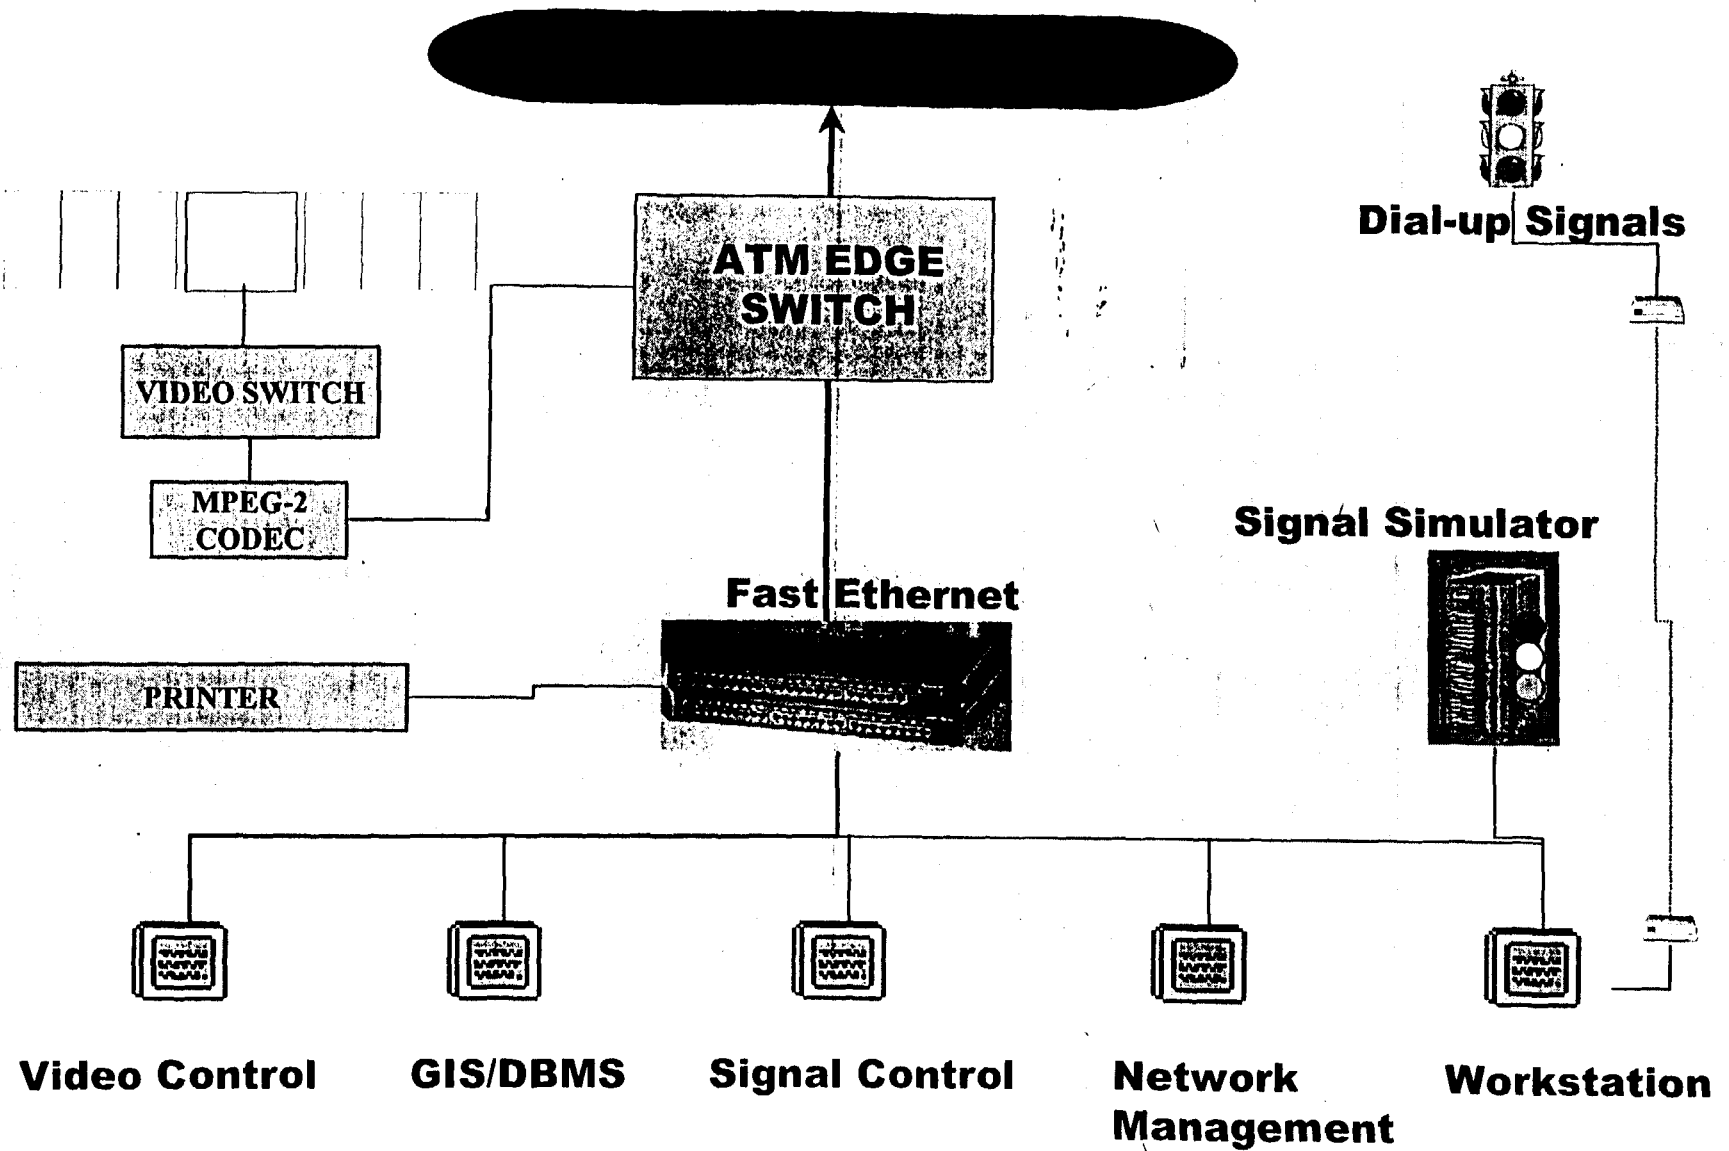 Dial-up Signals
ATM EDGE
SWITCH
VIDEO SWITCH
MPEG-2
CODEC
Signal Simulator
Fast Ethernet
PRINTER
Video Control
GIS/DBMS
Signal Control
Network
Management
Workstation